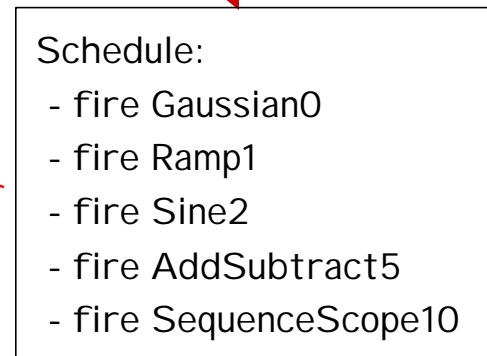 Schedule:
- fire Gaussian0
- fire Ramp1
- fire Sine2
- fire AddSubtract5
- fire SequenceScope10